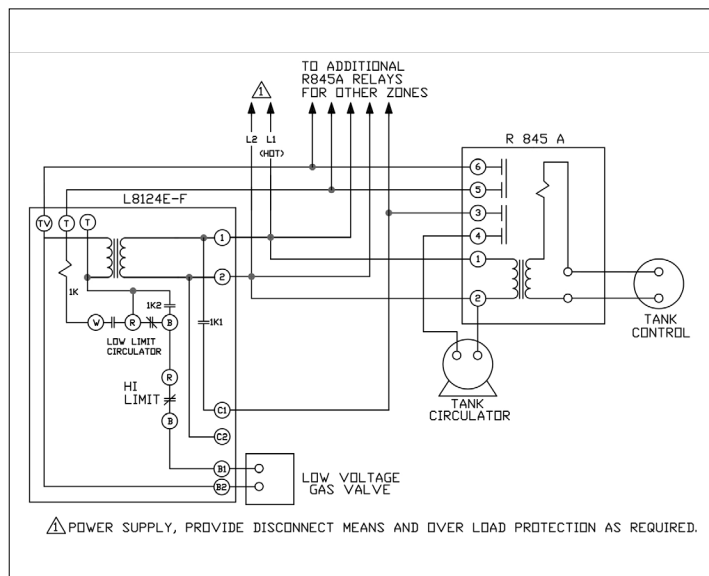 TO ADDITIONAL
R845A RELAYS
FOR OTHER ZONES
1
L2 L1
(HOT)
R 845 A
6
5
3
4
1
2
TANK
CONTROL
TANK
CIRCULATOR
L8124E-F
TV T T
1
2
1K
1K2
1K1
W R B
LOW LIMIT
CIRCULATOR
R
HI
LIMIT
B
C1
C2
B1
B2
LOW VOLTAGE
GAS VALVE
1 POWER SUPPLY, PROVIDE DISCONNECT MEANS AND OVER LOAD PROTECTION AS REQUIRED.